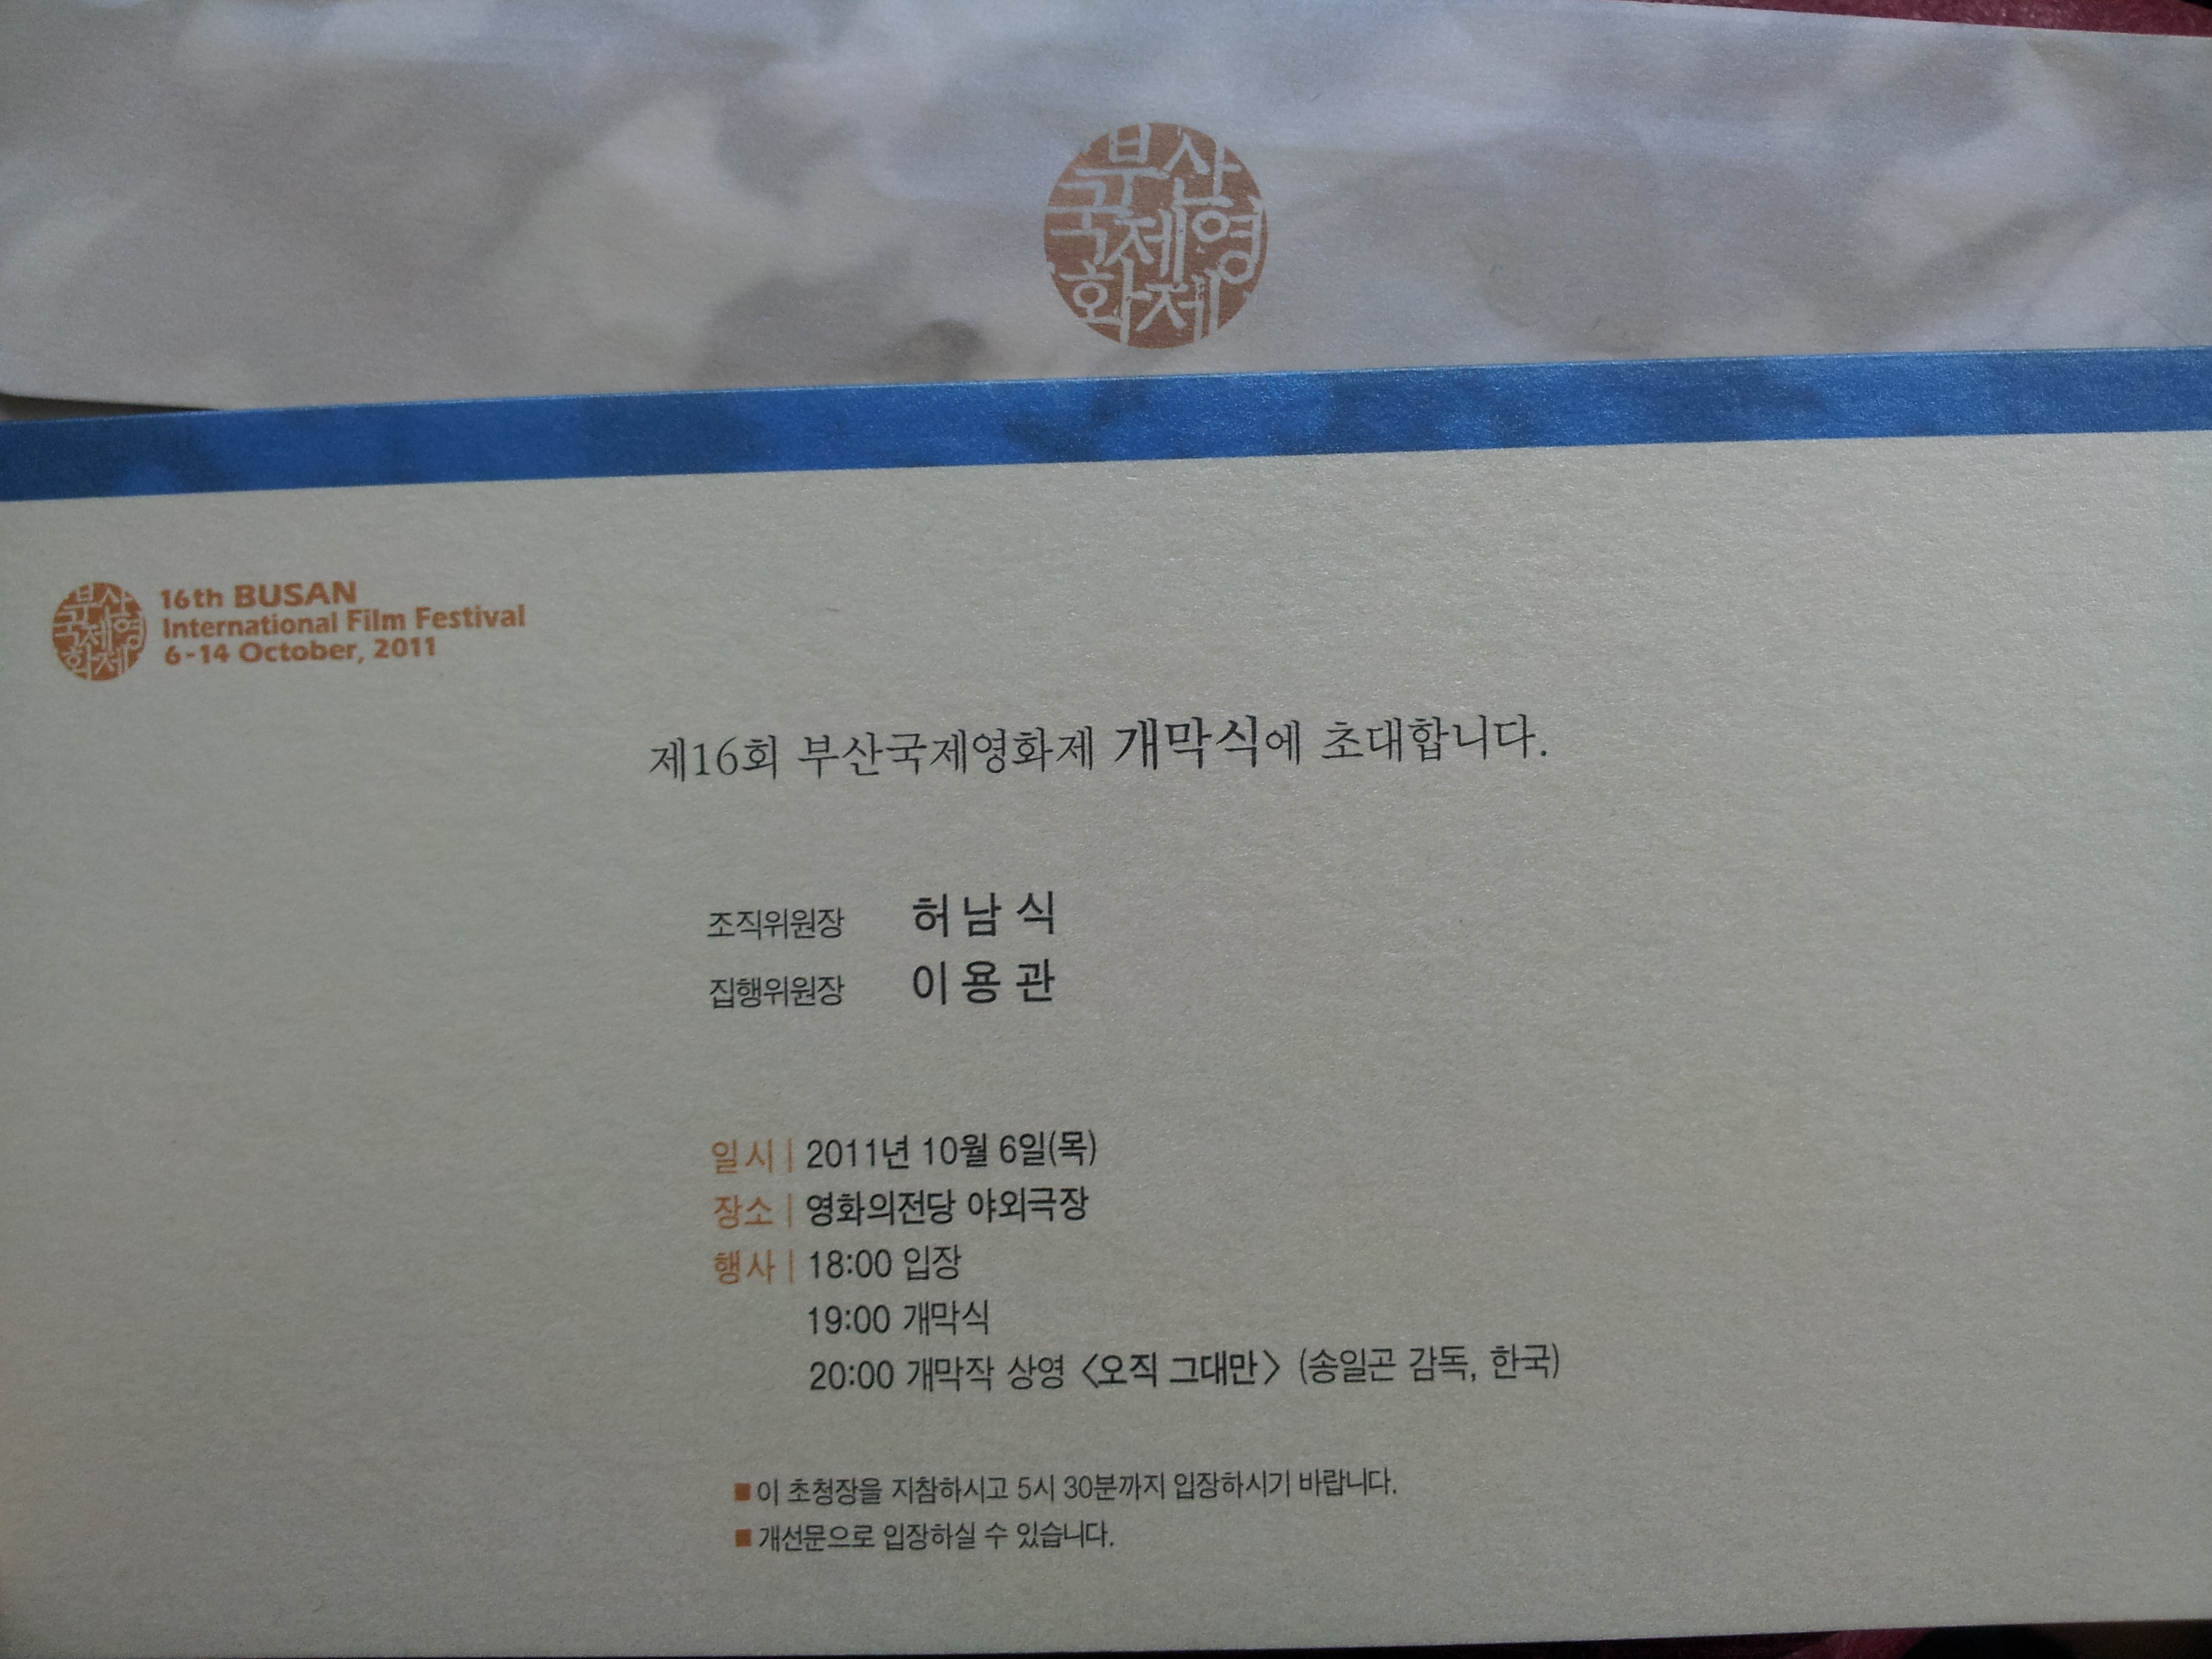 부산
국제영
화제
부산
국제영
화제
16th BUSAN
International Film Festival
6-14 October, 2011
제16회 부산국제영화제 개막식에 초대합니다.
조직위원장 허남식
집행위원장 이용관
일시 | 2011년 10월 6일(목)
장소 | 영화의전당 야외극장
행사 | 18:00 입장
19:00 개막식
20:00 개막작 상영 <오직 그대만> (송일곤 감독, 한국)
■ 이 초청장을 지참하시고 5시 30분까지 입장하시기 바랍니다.
■ 개선문으로 입장하실 수 있습니다.